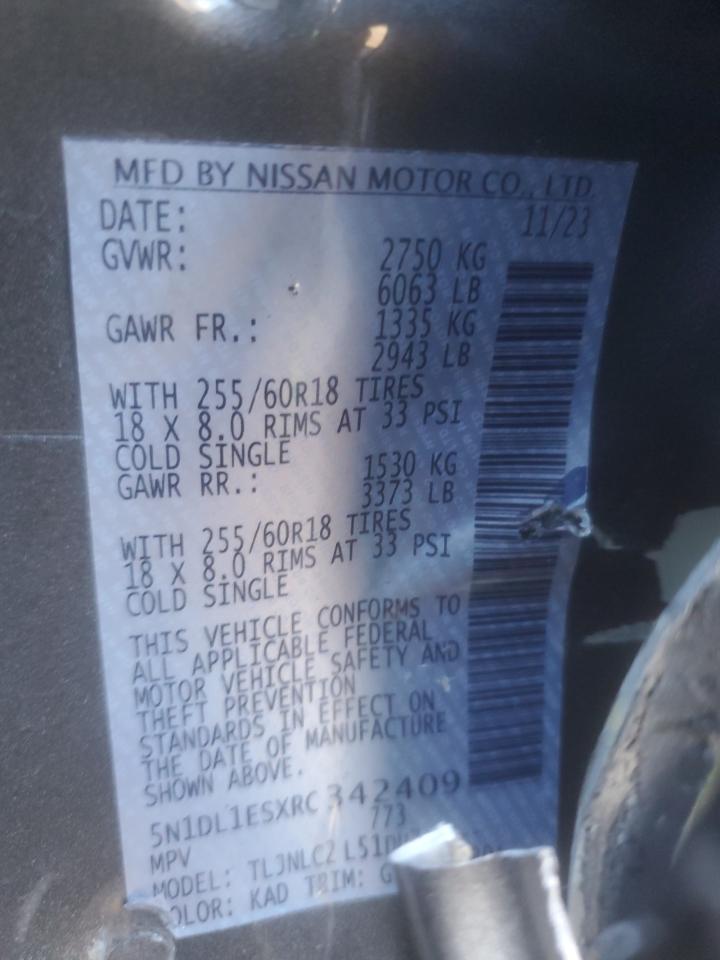 MFD BY NISSAN MOTOR CO., LTD.
DATE: 11/23
GVWR: 2750 KG
6063 LB
GAWR FR.: 1335 KG
2943 LB
WITH 255/60R18 TIRES
18 X 8.0 RIMS AT 33 PSI
COLD SINGLE
GAWR RR.: 1530 KG
3373 LB
WITH 255/60R18 TIRES
18 X 8.0 RIMS AT 33 PSI
COLD SINGLE
THIS VEHICLE CONFORMS TO
ALL APPLICABLE FEDERAL
MOTOR VEHICLE SAFETY AND
THEFT PREVENTION
STANDARDS IN EFFECT ON
THE DATE OF MANUFACTURE
SHOWN ABOVE.
5N1DL1ESXRC 342409
MPV 773
MODEL: TLJNLC2
OLOR: KAD TRIM: G